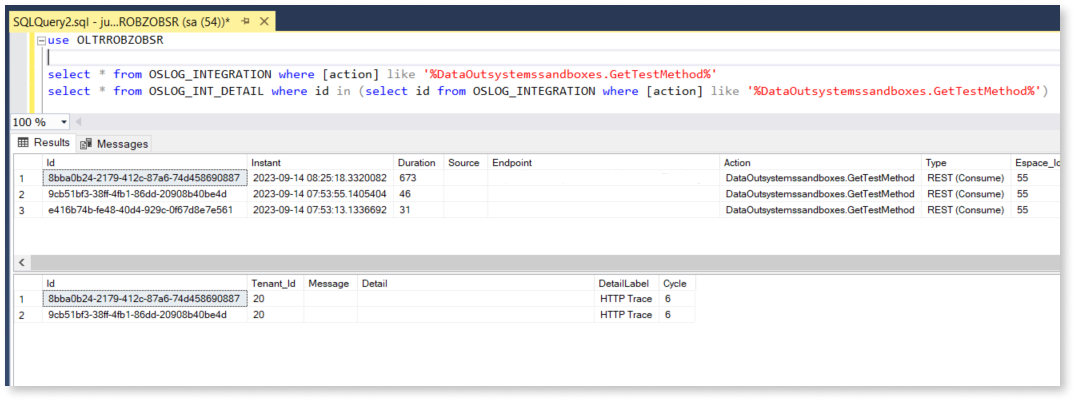 SQLQuery2.sql - ju...ROBZOBSR (sa (54))*
use OLTRROBZOBSR
select * from OSLOG_INTEGRATION where [action] like '%DataOutsystemssandboxes.GetTestMethod%'
select * from OSLOG_INT_DETAIL where id in (select id from OSLOG_INTEGRATION where [action] like '%DataOutsystemssandboxes.GetTestMethod%')
100 %
Results Messages
Id Instant Duration Source Endpoint Action Type Espace_Id
1 8bba0b24-2179-412c-87a6-74d458690887 2023-09-14 08:25:18.3320082 673 DataOutsystemssandboxes.GetTestMethod REST (Consume) 55
2 9cb51bf3-38ff-4fb1-86dd-20908b40be4d 2023-09-14 07:53:55.1405404 46 DataOutsystemssandboxes.GetTestMethod REST (Consume) 55
3 e416b74b-fe48-40d4-929c-0f67d8e7e561 2023-09-14 07:53:13.1336692 31 DataOutsystemssandboxes.GetTestMethod REST (Consume) 55
Id Tenant_Id Message Detail DetailLabel Cycle
1 8bba0b24-2179-412c-87a6-74d458690887 20 HTTP Trace 6
2 9cb51bf3-38ff-4fb1-86dd-20908b40be4d 20 HTTP Trace 6